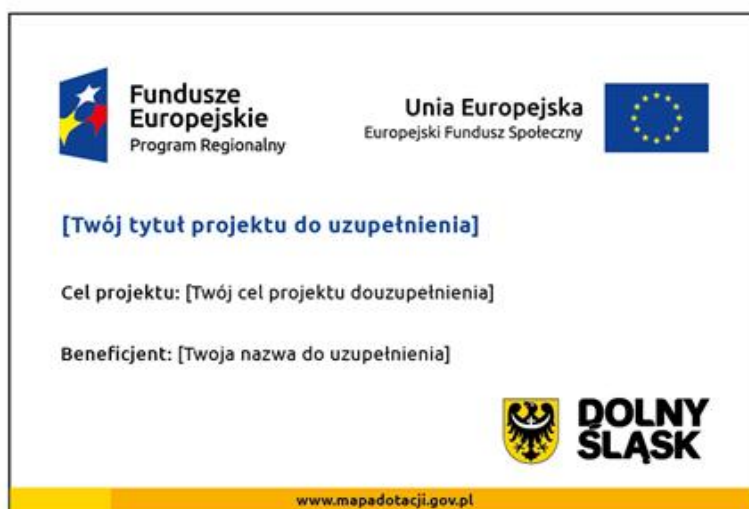 Fundusze
Europejskie
Program Regionalny
Unia Europejska
Europejski Fundusz Społeczny
[Twój tytuł projektu do uzupełnienia]
Cel projektu: [Twój cel projektu douzupełnienia]
Beneficjent: [Twoja nazwa do uzupełnienia]
DOLNY
ŚLĄSK
www.mapadotacji.gov.pl